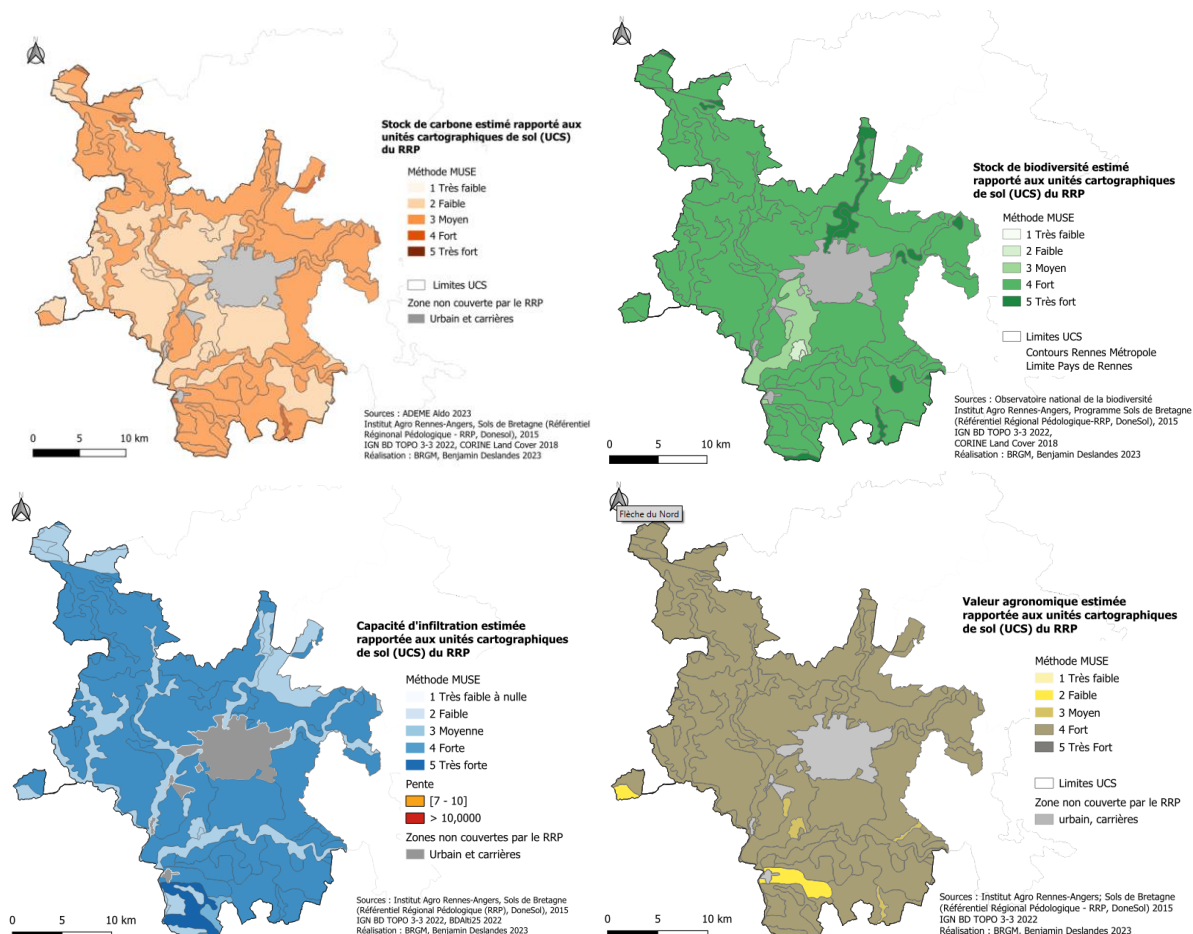 N
Stock de carbone estimé rapporté aux
unités cartographiques de sol (UCS)
du RRP
Méthode MUSE
1 Très faible
2 Faible
3 Moyen
4 Fort
5 Très fort
Limites UCS
Zone non couverte par le RRP
Urbain et carrières
Sources : ADEME Aldo 2023
Institut Agro Rennes-Angers, Sols de Bretagne (Référentiel
Réginonal Pédologique - RRP, Donesol), 2015
IGN BD TOPO 3-3 2022, CORINE Land Cover 2018
Réalisation : BRGM, Benjamin Deslandes 2023
0 5 10 km
N
Stock de biodiversité estimé
rapporté aux unités cartographiques
de sol (UCS) du RRP
Méthode MUSE
1 Très faible
2 Faible
3 Moyen
4 Fort
5 Très fort
Limites UCS
Contours Rennes Métropole
Limite Pays de Rennes
Sources : Observatoire national de la biodiversité
Institut Agro Rennes-Angers, Programme Sols de Bretagne
(Référentiel Régional Pédologique-RRP, DoneSol), 2015
IGN BD TOPO 3-3 2022,
CORINE Land Cover 2018
Réalisation : BRGM, Benjamin Deslandes 2023
0 5 10 km
N
Capacité d'infiltration estimée
rapportée aux unités cartographiques
de sol (UCS) du RRP
Méthode MUSE
1 Très faible à nulle
2 Faible
3 Moyenne
4 Forte
5 Très forte
Pente
[7 - 10]
> 10,0000
Zones non couvertes par le RRP
Urbain et carrières
Sources : Institut Agro Rennes-Angers, Sols de Bretagne
(Référentiel Régional Pédologique (RRP), DoneSol), 2015
IGN BD TOPO 3-3 2022, BDAlti25 2022
Réalisation : BRGM, Benjamin Deslandes 2023
0 5 10 km
N
Flèche du Nord
Valeur agronomique estimée
rapportée aux unités cartographiques
de sol (UCS) du RRP
Méthode MUSE
1 Très faible
2 Faible
3 Moyen
4 Fort
5 Très Fort
Limites UCS
Zone non couverte par le RRP
urbain, carrières
Sources : Institut Agro Rennes-Angers; Sols de Bretagne
(Référentiel Régional Pédologique - RRP, DoneSol) 2015
IGN BD TOPO 3-3 2022
Réalisation : BRGM, Benjamin Deslandes 2023
0 5 10 km